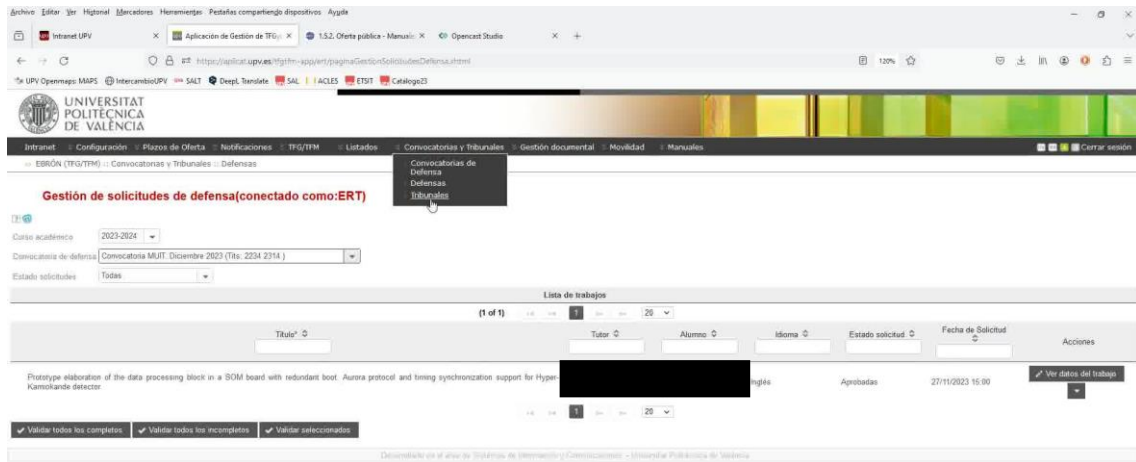 Archivo Editar Ver Historial Marcadores Herramientas Pestañas compartiendo dispositivos Ayuda
Intranet UPV × Aplicación de Gestión de TFG × 1.5.2. Oferta pública - Manuale × Opencast Studio × +
https://aplicat.upv.es/tfgtfm-app/ert/paginaGestionSolicitudesDefensa.xhtml 120%
UPV Openmaps: MAPS IntercambioUPV SALT DeepL Translate SAL ACLES ETSIT Catálogo23
UNIVERSITAT
POLITÈCNICA
DE VALÈNCIA
Intranet Configuración Plazos de Oferta Notificaciones TFG/TFM Listados Convocatorias y Tribunales Gestión documental Movilidad Manuales Cerrar sesión
EBRÓN (TFG/TFM) :: Convocatorias y Tribunales :: Defensas
Convocatorias de
Defensa
Defensas
Tribunales
Gestión de solicitudes de defensa(conectado como:ERT)
Curso académico 2023-2024
Convocatoria de defensa Convocatoria MUIT. Diciembre 2023 (Tits: 2234 2314 )
Estado solicitudes Todas
Lista de trabajos
(1 of 1) 1 20
Título* Tutor Alumno Idioma Estado solicitud Fecha de Solicitud Acciones
Prototype elaboration of the data processing block in a SOM board with redundant boot. Aurora protocol and timing synchronization support for Hyper-
Kamiokande detector
Inglés Aprobadas 27/11/2023 15:00 Ver datos del trabajo
1 20
Validar todos los completos Validar todos los incompletos Validar seleccionados
Desarrollado en el área de Sistemas de Información y Comunicaciones - Universitat Politècnica de València